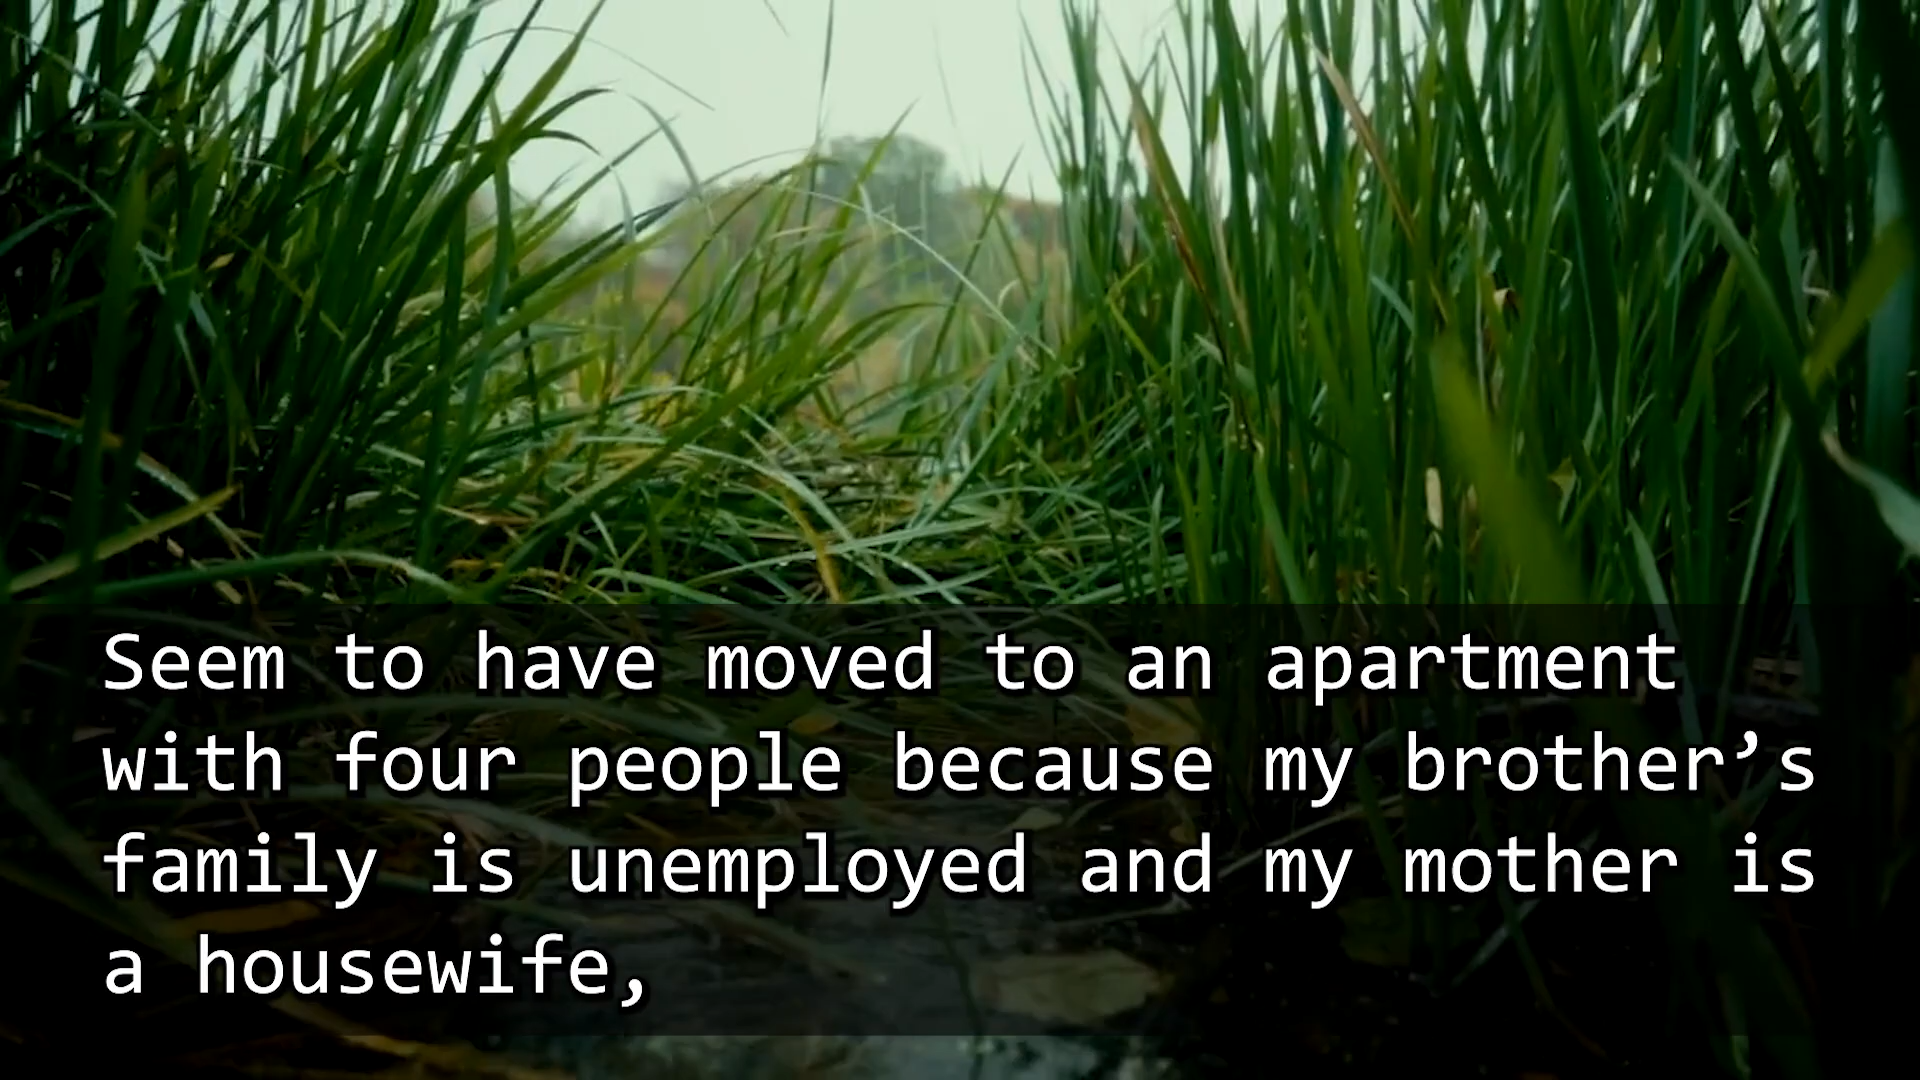 Seem to have moved to an apartment
with four people because my brother’s
family is unemployed and my mother is
a housewife,